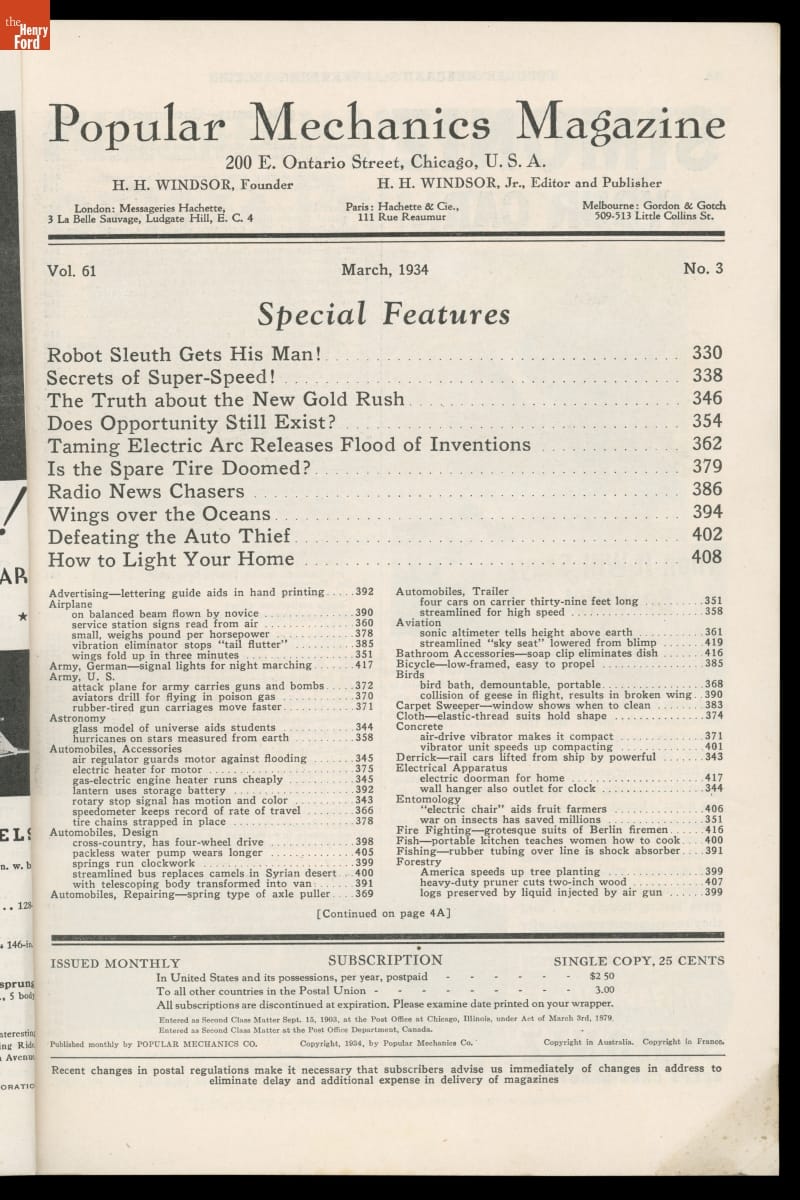 the
Henry
Ford
Popular Mechanics Magazine
200 E. Ontario Street, Chicago, U. S. A.
H. H. WINDSOR, Founder H. H. WINDSOR, Jr., Editor and Publisher
London: Messageries Hachette, Paris: Hachette & Cie., Melbourne: Gordon & Gotch
3 La Belle Sauvage, Ludgate Hill, E. C. 4 111 Rue Reaumur 509-513 Little Collins St.
Vol. 61 March, 1934 No. 3
Special Features
Robot Sleuth Gets His Man! 330
Secrets of Super-Speed! 338
The Truth about the New Gold Rush 346
Does Opportunity Still Exist? 354
Taming Electric Arc Releases Flood of Inventions 362
Is the Spare Tire Doomed? 379
Radio News Chasers 386
Wings over the Oceans 394
Defeating the Auto Thief 402
How to Light Your Home 408
Advertising—lettering guide aids in hand printing 392
Airplane
on balanced beam flown by novice 390
service station signs read from air 360
small, weighs pound per horsepower 378
vibration eliminator stops "tail flutter" 385
wings fold up in three minutes 351
Army, German—signal lights for night marching 417
Army, U. S.
attack plane for army carries guns and bombs 372
aviators drill for flying in poison gas 370
rubber-tired gun carriages move faster 371
Astronomy
glass model of universe aids students 344
hurricanes on stars measured from earth 358
Automobiles, Accessories
air regulator guards motor against flooding 345
electric heater for motor 375
gas-electric engine heater runs cheaply 345
lantern uses storage battery 392
rotary stop signal has motion and color 343
speedometer keeps record of rate of travel 366
tire chains strapped in place 378
Automobiles, Design
cross-country, has four-wheel drive 398
packless water pump wears longer 405
springs run clockwork 399
streamlined bus replaces camels in Syrian desert 400
with telescoping body transformed into van 391
Automobiles, Repairing—spring type of axle puller 369
Automobiles, Trailer
four cars on carrier thirty-nine feet long 351
streamlined for high speed 358
Aviation
sonic altimeter tells height above earth 361
streamlined "sky seat" lowered from blimp 419
Bathroom Accessories—soap clip eliminates dish 416
Bicycle—low-framed, easy to propel 385
Birds
bird bath, demountable, portable 368
collision of geese in flight, results in broken wing 390
Carpet Sweeper—window shows when to clean 383
Cloth—elastic-thread suits hold shape 374
Concrete
air-drive vibrator makes it compact 371
vibrator unit speeds up compacting 401
Derrick—rail cars lifted from ship by powerful 343
Electrical Apparatus
electric doorman for home 417
wall hanger also outlet for clock 344
Entomology
"electric chair" aids fruit farmers 406
war on insects has saved millions 351
Fire Fighting—grotesque suits of Berlin firemen 416
Fish—portable kitchen teaches women how to cook 400
Fishing—rubber tubing over line is shock absorber 391
Forestry
America speeds up tree planting 399
heavy-duty pruner cuts two-inch wood 407
logs preserved by liquid injected by air gun 399
[Continued on page 4A]
ISSUED MONTHLY SUBSCRIPTION SINGLE COPY, 25 CENTS
In United States and its possessions, per year, postpaid - - - - - - $2 50
To all other countries in the Postal Union - - - - - - - - - 3.00
All subscriptions are discontinued at expiration. Please examine date printed on your wrapper.
Entered as Second Class Matter Sept. 15, 1903, at the Post Office at Chicago, Illinois, under Act of March 3rd, 1879.
Entered as Second Class Matter at the Post Office Department, Canada.
Published monthly by POPULAR MECHANICS CO. Copyright, 1934, by Popular Mechanics Co. Copyright in Australia. Copyright in France.
Recent changes in postal regulations make it necessary that subscribers advise us immediately of changes in address to
eliminate delay and additional expense in delivery of magazines